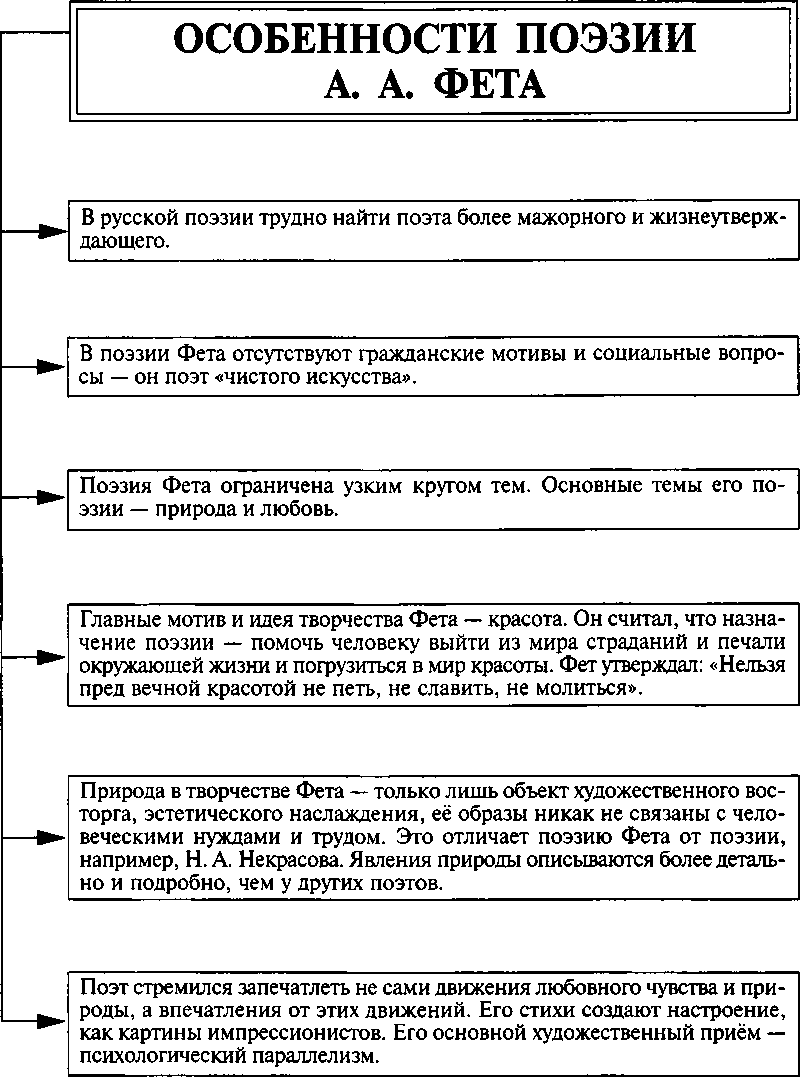 ОСОБЕННОСТИ ПОЭЗИИ
А. А. ФЕТА
В русской поэзии трудно найти поэта более мажорного и жизнеутверж-
дающего.
В поэзии Фета отсутствуют гражданские мотивы и социальные вопро-
сы — он поэт «чистого искусства».
Поэзия Фета ограничена узким кругом тем. Основные темы его по-
эзии — природа и любовь.
Главные мотив и идея творчества Фета — красота. Он считал, что назна-
чение поэзии — помочь человеку выйти из мира страданий и печали
окружающей жизни и погрузиться в мир красоты. Фет утверждал: «Нельзя
пред вечной красотой не петь, не славить, не молиться».
Природа в творчестве Фета — только лишь объект художественного вос-
торга, эстетического наслаждения, её образы никак не связаны с чело-
веческими нуждами и трудом. Это отличает поэзию Фета от поэзии,
например, Н. А. Некрасова. Явления природы описываются более деталь-
но и подробно, чем у других поэтов.
Поэт стремился запечатлеть не сами движения любовного чувства и при-
роды, а впечатления от этих движений. Его стихи создают настроение,
как картины импрессионистов. Его основной художественный приём —
психологический параллелизм.